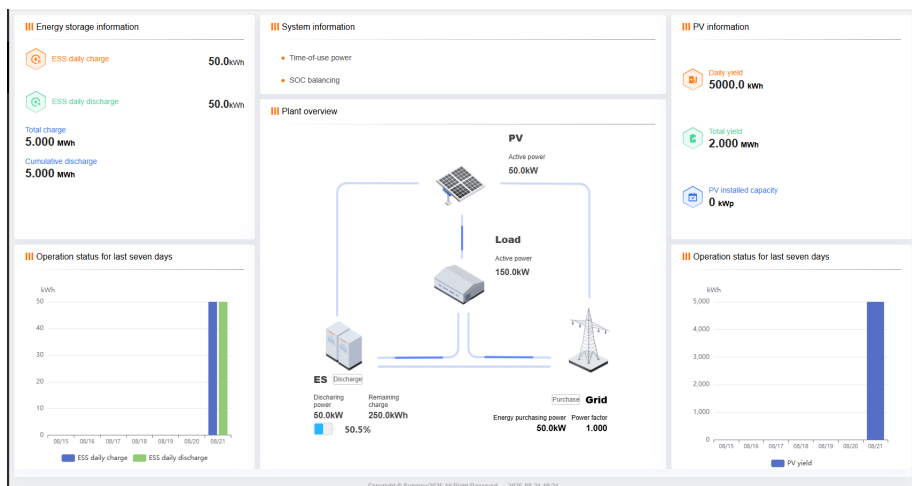 Energy storage information
ESS daily charge
50.0kWh
ESS daily discharge
50.0kWh
Total charge
5.000 MWh
Cumulative discharge
5.000 MWh
System information
Time-of-use power
SOC balancing
PV information
Daily yield
5000.0 kWh
Total yield
2.000 MWh
PV installed capacity
0 kWp
Plant overview
PV
Active power
50.0kW
Load
Active power
150.0kW
ES Discharge
Discharing power
50.0kW
Remaining charge
250.0kWh
50.5%
Purchase Grid
Energy purchasing power
50.0kW
Power factor
1.000
Operation status for last seven days
kWh
50
40
30
20
10
0
08/15 08/16 08/17 08/18 08/19 08/20 08/21
ESS daily charge ESS daily discharge
Operation status for last seven days
kWh
5,000
4,000
3,000
2,000
1,000
0
08/15 08/16 08/17 08/18 08/19 08/20 08/21
PV yield